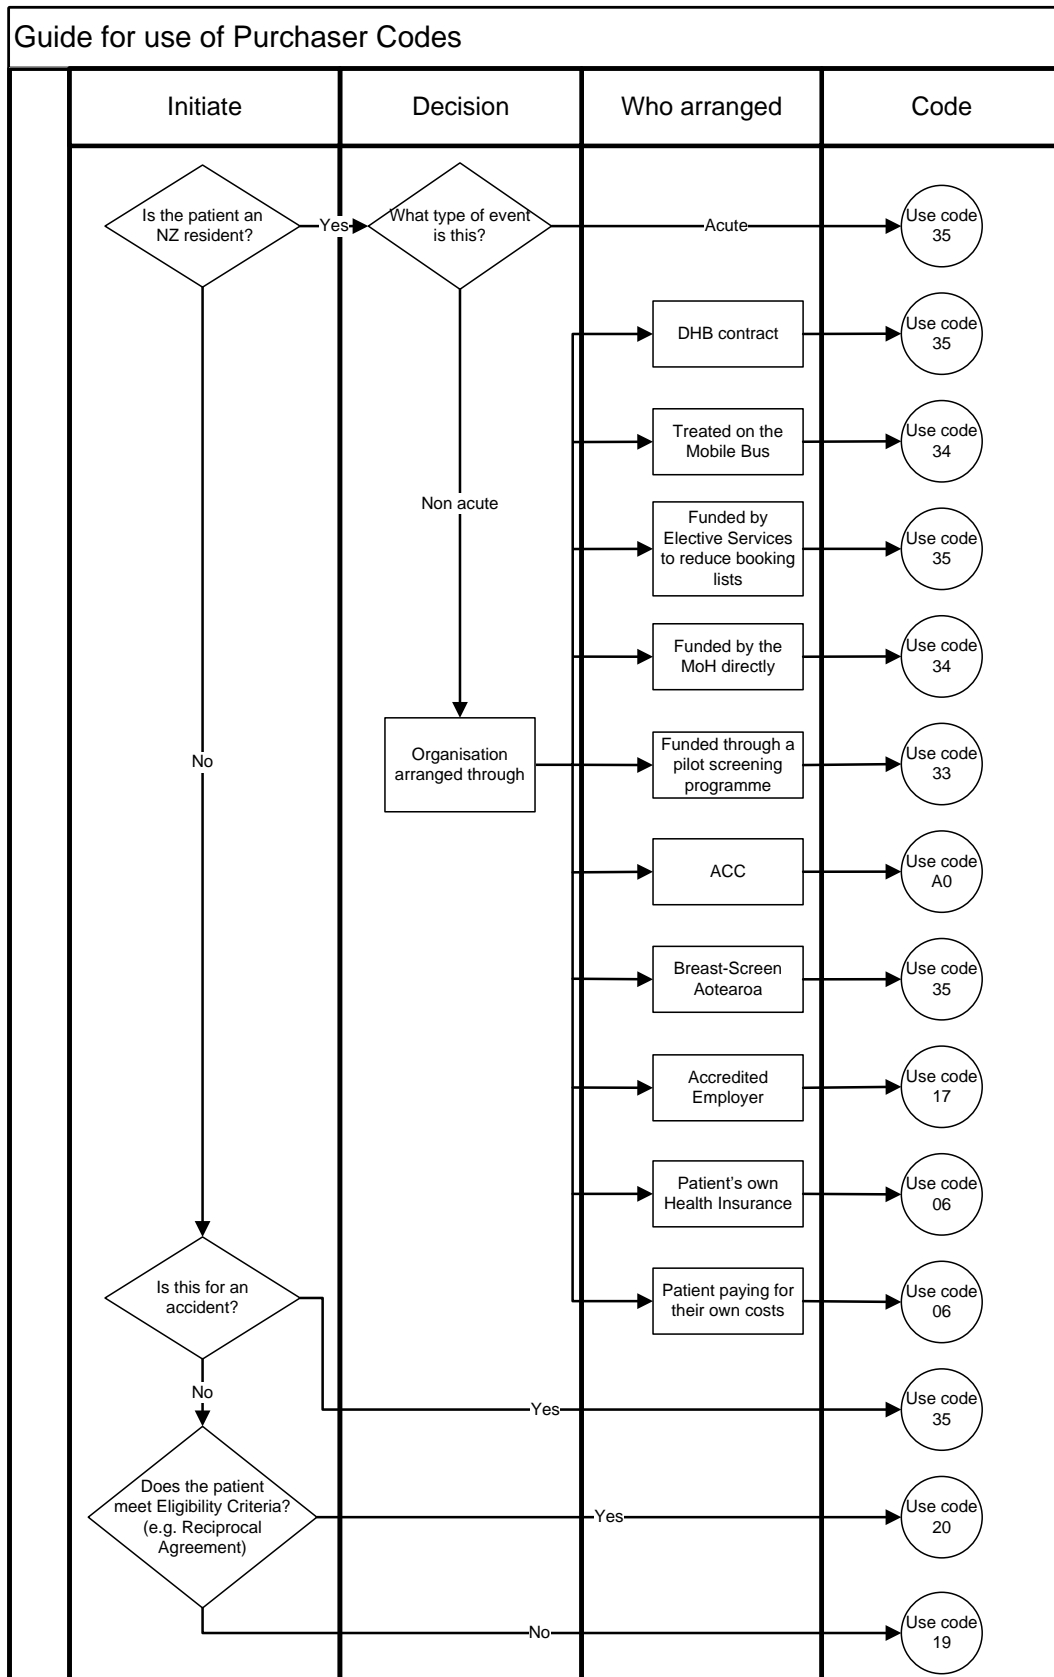 Guide for use of Purchaser Codes
Initiate
Decision
Who arranged
Code
Is the patient an
NZ resident?
Yes
What type of event
is this?
Acute
Use code
35
DHB contract
Use code
35
Treated on the
Mobile Bus
Use code
34
Non acute
Funded by
Elective Services
to reduce booking
lists
Use code
35
Funded by the
MoH directly
Use code
34
No
Organisation
arranged through
Funded through a
pilot screening
programme
Use code
33
ACC
Use code
A0
Breast-Screen
Aotearoa
Use code
35
Accredited
Employer
Use code
17
Patient’s own
Health Insurance
Use code
06
Is this for an
accident?
Patient paying for
their own costs
Use code
06
No
Yes
Use code
35
Does the patient
meet Eligibility Criteria?
(e.g. Reciprocal
Agreement)
Yes
Use code
20
No
Use code
19